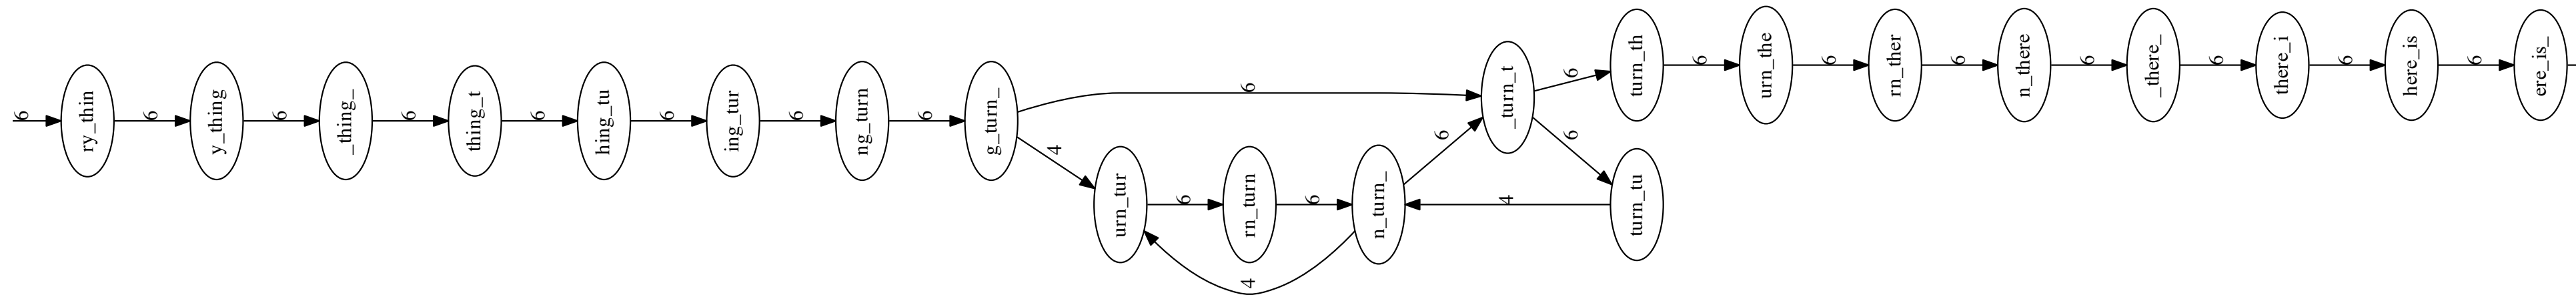 6
ry_thin
6
y_thing
6
_thing_
6
thing_t
6
hing_tu
6
ing_tur
6
ng_turn
6
g_turn_
6
4
urn_tur
6
rn_turn
6
n_turn_
4
6
_turn_t
6
6
4
turn_tu
turn_th
6
urn_the
6
rn_ther
6
n_there
6
_there_
6
there_i
6
here_is
6
ere_is_